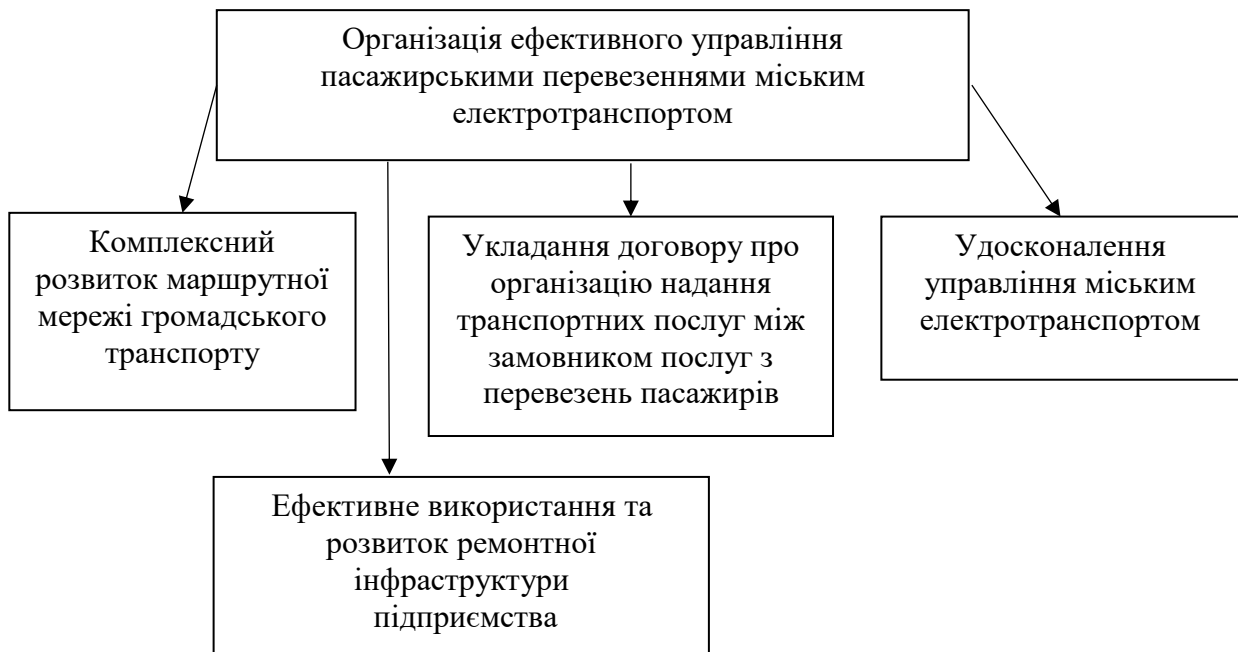 Організація ефективного управління
пасажирськими перевезеннями міським
електротранспортом
Комплексний
розвиток маршрутної
мережі громадського
транспорту
Укладання договору про
організацію надання
транспортних послуг між
замовником послуг з
перевезень пасажирів
Удосконалення
управління міським
електротранспортом
Ефективне використання та
розвиток ремонтної
інфраструктури
підприємства